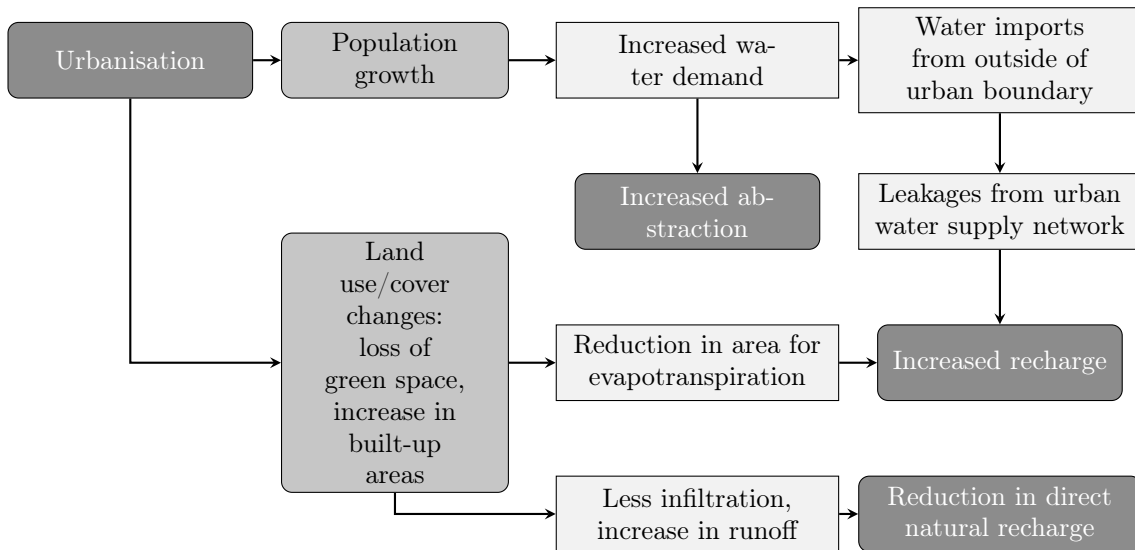 Urbanisation
Population
growth
Increased wa-
ter demand
Water imports
from outside of
urban boundary
Increased ab-
straction
Leakages from urban
water supply network
Land
use/cover
changes:
loss of
green space,
increase in
built-up
areas
Reduction in area for
evapotranspiration
Increased recharge
Less infiltration,
increase in runoff
Reduction in direct
natural recharge